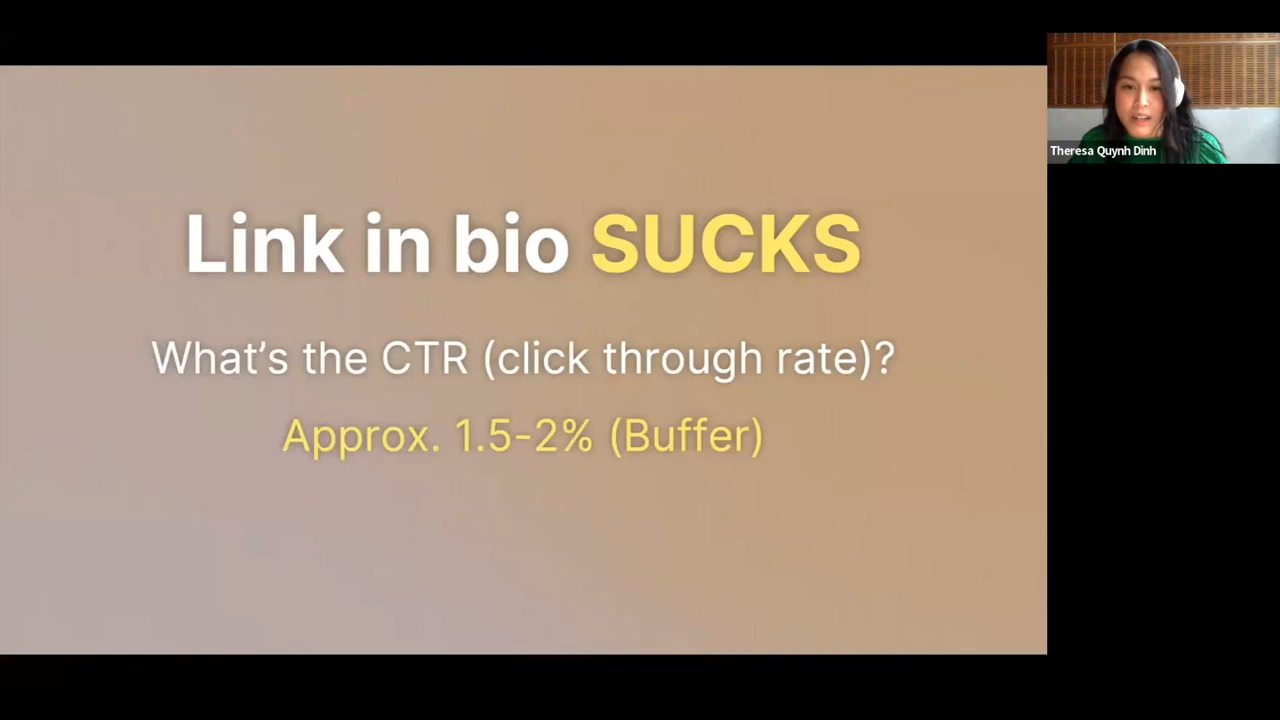 Link in bio SUCKS
What’s the CTR (click through rate)?
Approx. 1.5-2% (Buffer)
Theresa Quynh Dinh